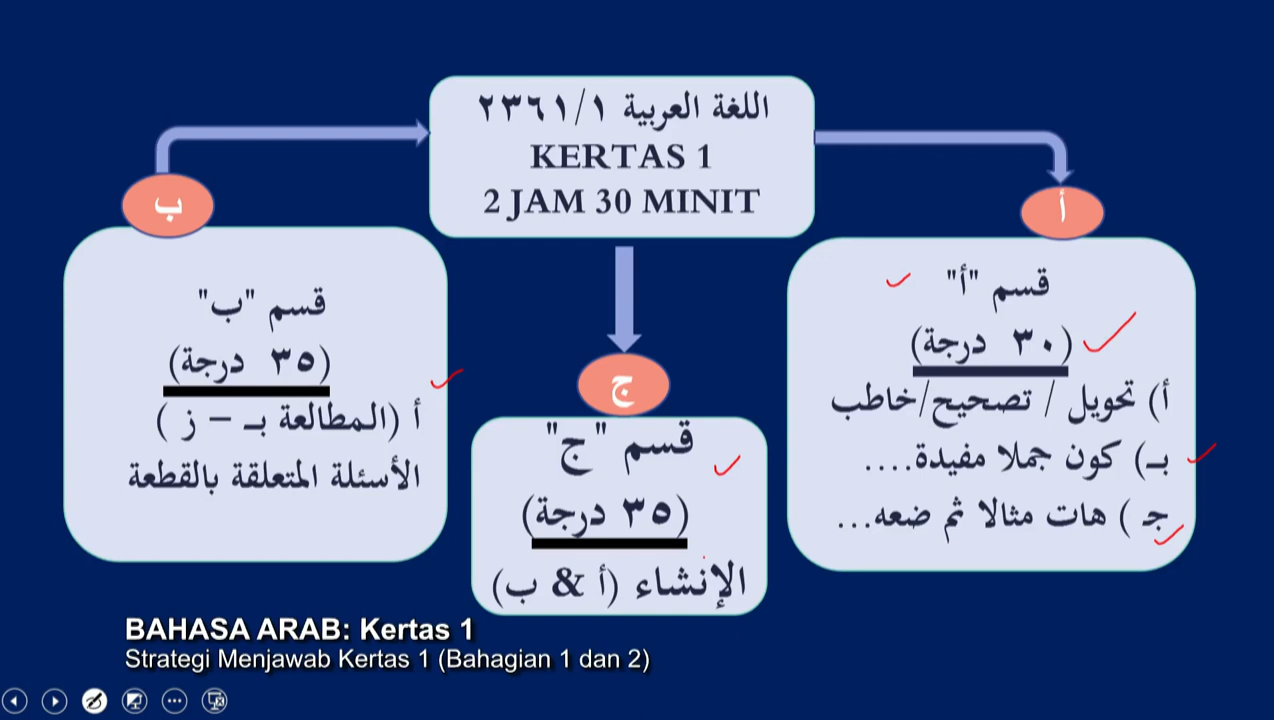 اللغة العربية ٢٣٦١/١
KERTAS 1
2 JAM 30 MINIT
أ
قسم "أ"
(٣٠ درجة)
أ) تحويل / تصحيح/خاطب
بـ) كون جملا مفيدة....
جـ ) هات مثالا ثم ضعه...
ب
قسم "ب"
(٣٥ درجة)
أ (المطالعة بـ – ز )
الأسئلة المتعلقة بالقطعة
ج
قسم "ج"
(٣٥ درجة)
الإنشاء (أ & ب)
BAHASA ARAB: Kertas 1
Strategi Menjawab Kertas 1 (Bahagian 1 dan 2)